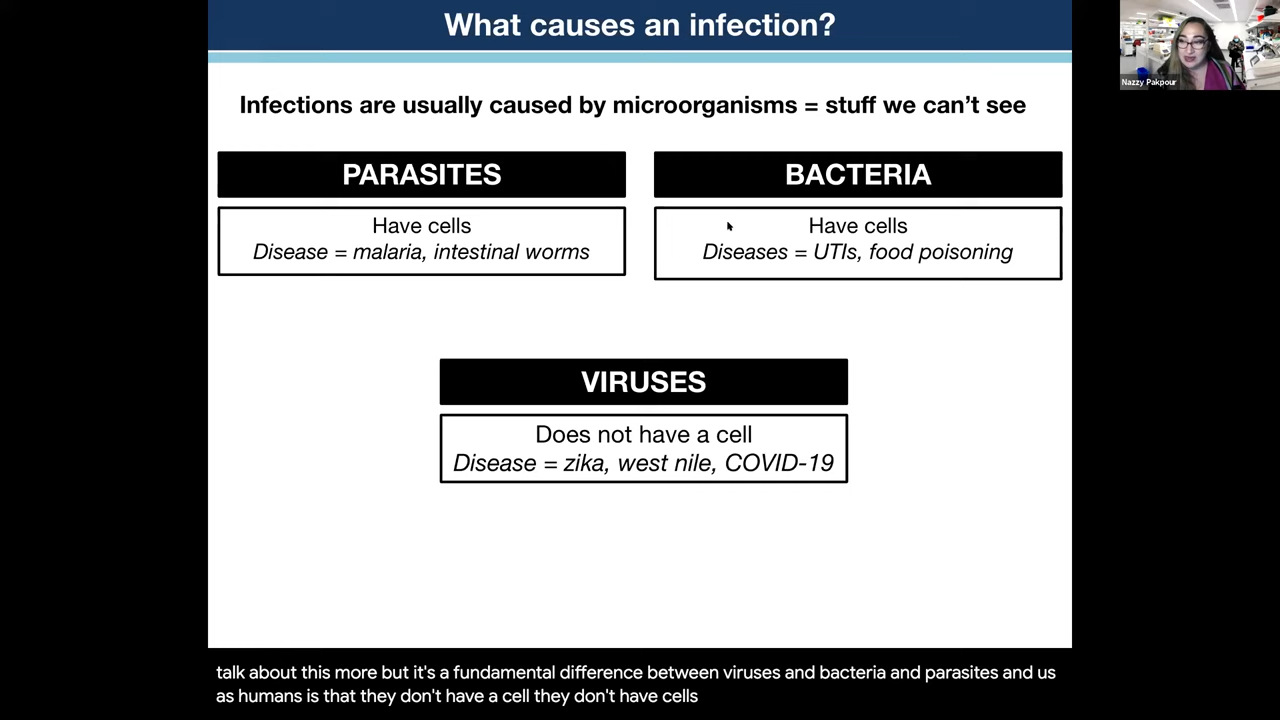 What causes an infection?
Nazzy Pakpour
Infections are usually caused by microorganisms = stuff we can't see
PARASITES
Have cells
Disease = malaria, intestinal worms
BACTERIA
Have cells
Diseases = UTIs, food poisoning
VIRUSES
Does not have a cell
Disease = zika, west nile, COVID-19
talk about this more but it's a fundamental difference between viruses and bacteria and parasites and us
as humans is that they don't have a cell they don't have cells